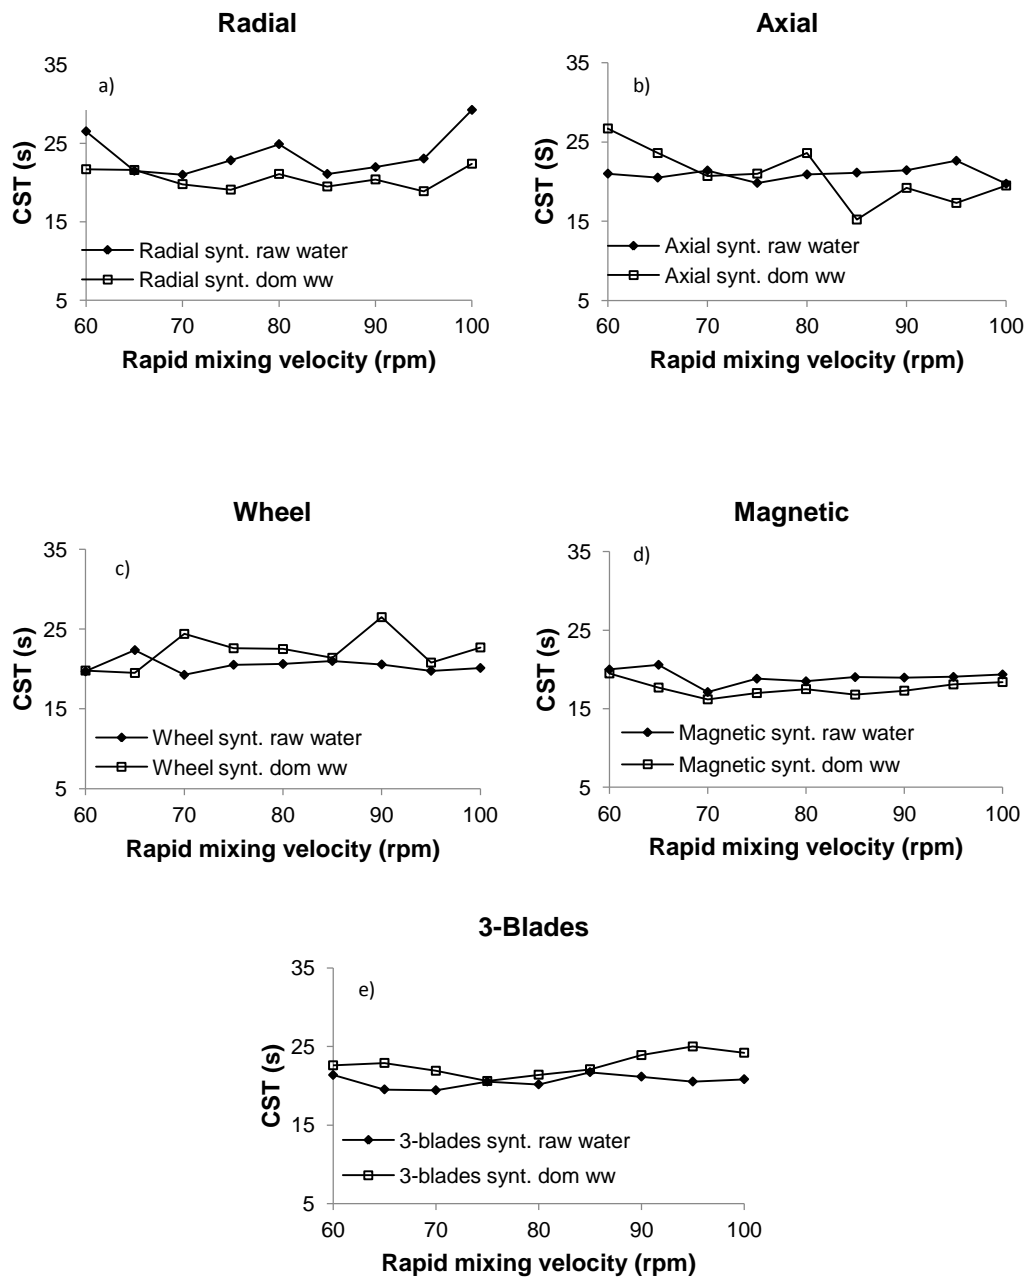 Radial
a)
35
25
15
5
CST (s)
Radial synt. raw water
Radial synt. dom ww
60 70 80 90 100
Rapid mixing velocity (rpm)
Axial
b)
35
25
15
5
CST (S)
Axial synt. raw water
Axial synt. dom ww
60 70 80 90 100
Rapid mixing velocity (rpm)
Wheel
c)
35
25
15
5
CST (s)
Wheel synt. raw water
Wheel synt. dom ww
60 70 80 90 100
Rapid mixing velocity (rpm)
Magnetic
d)
35
25
15
5
CST (s)
Magnetic synt. raw water
Magnetic synt. dom ww
60 70 80 90 100
Rapid mixing velocity (rpm)
3-Blades
e)
35
25
15
5
CST (s)
3-blades synt. raw water
3-blades synt. dom ww
60 70 80 90 100
Rapid mixing velocity (rpm)